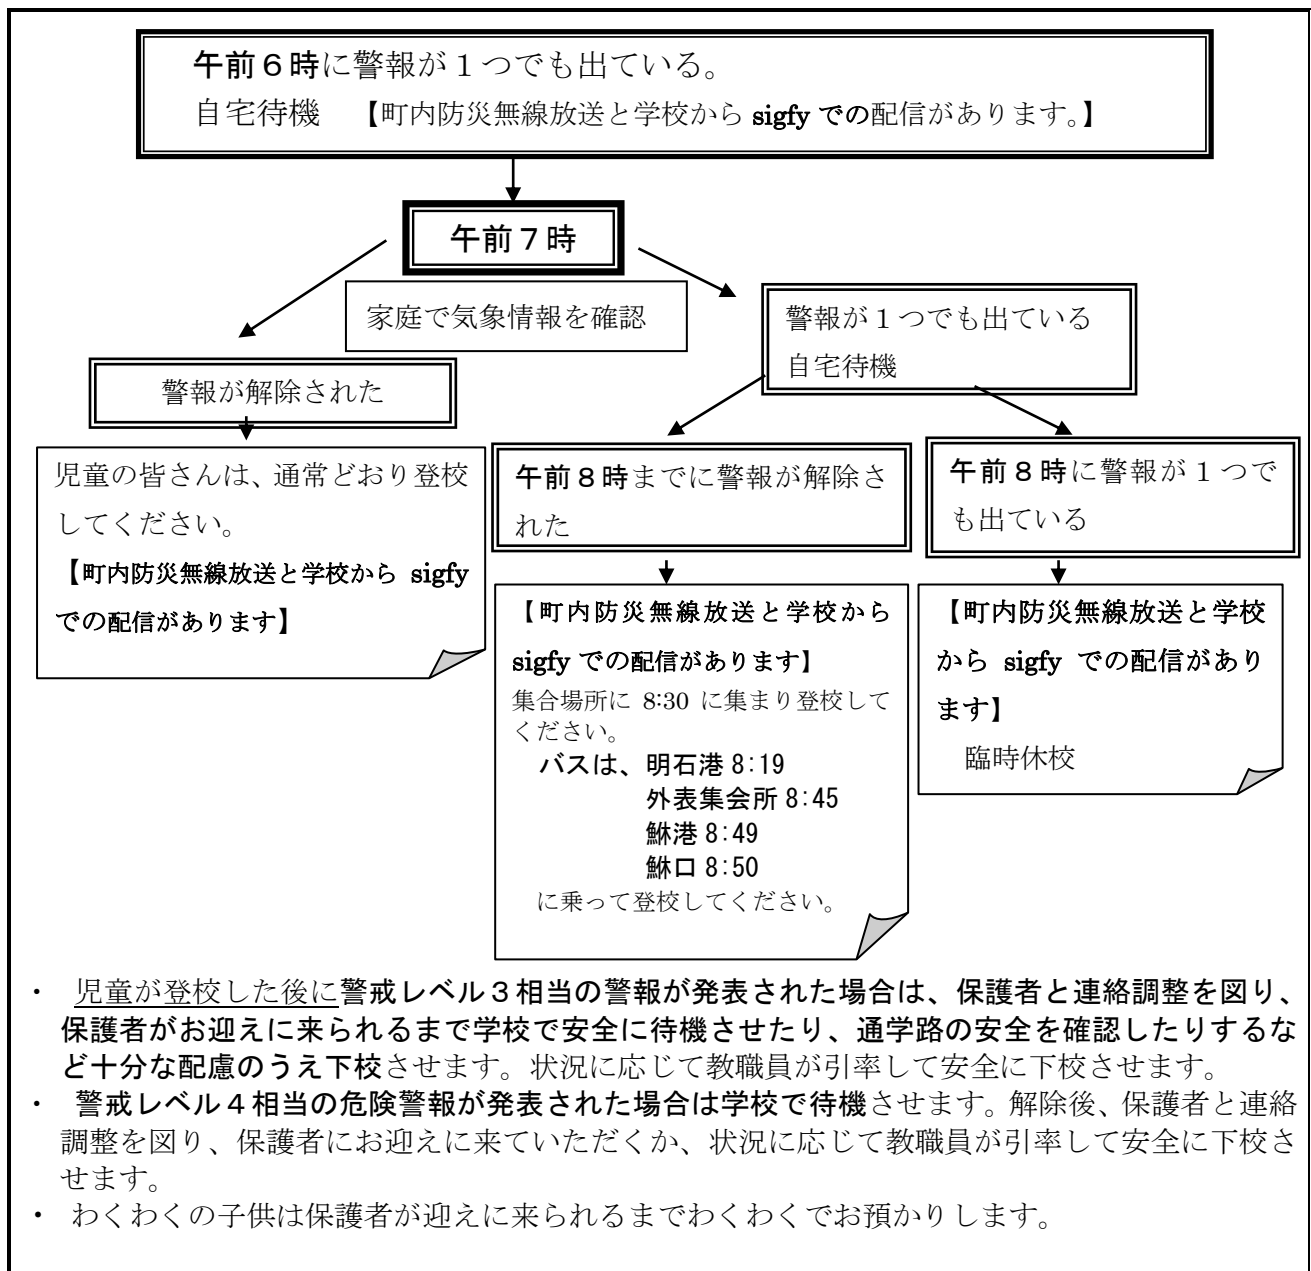 午前６時に警報が１つでも出ている。
自宅待機　【町内防災無線放送と学校から sigfy での配信があります。】
午前７時
家庭で気象情報を確認
警報が１つでも出ている
自宅待機
警報が解除された
児童の皆さんは、通常どおり登校
してください。
【町内防災無線放送と学校から sigfy
での配信があります】
午前８時までに警報が解除さ
れた
【町内防災無線放送と学校から
sigfy での配信があります】
集合場所に 8:30 に集まり登校して
ください。
バスは、明石港 8:19
外表集会所 8:45
鮴港 8:49
鮴口 8:50
に乗って登校してください。
午前８時に警報が１つで
も出ている
【町内防災無線放送と学校
から sigfy での配信があり
ます】
臨時休校
・　児童が登校した後に警戒レベル３相当の警報が発表された場合は、保護者と連絡調整を図り、
保護者がお迎えに来られるまで学校で安全に待機させたり、通学路の安全を確認したりするな
ど十分な配慮のうえ下校させます。状況に応じて教職員が引率して安全に下校させます。
・　警戒レベル４相当の危険警報が発表された場合は学校で待機させます。解除後、保護者と連絡
調整を図り、保護者にお迎えに来ていただくか、状況に応じて教職員が引率して安全に下校さ
せます。
・　わくわくの子供は保護者が迎えに来られるまでわくわくでお預かりします。